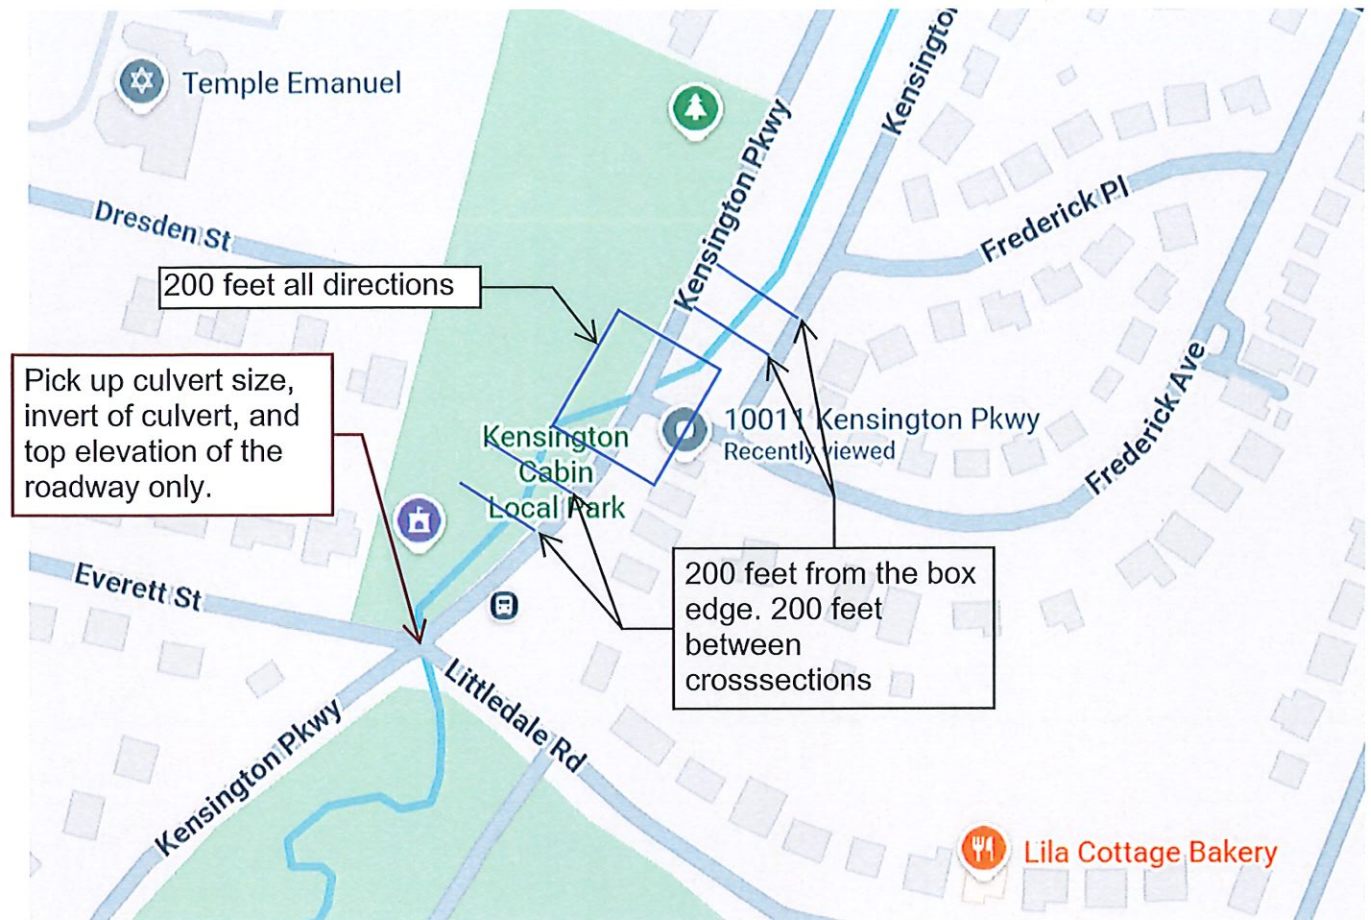 Temple Emanuel
Kensington
Kensington Pkwy
Dresden St
Frederick Pl
200 feet all directions
Pick up culvert size,
invert of culvert, and
top elevation of the
roadway only.
Kensington
Cabin
Local Park
10011 Kensington Pkwy
Recently viewed
Frederick Ave
Everett St
200 feet from the box
edge. 200 feet
between
crosssections
Littledale Rd
Kensington Pkwy
Lila Cottage Bakery